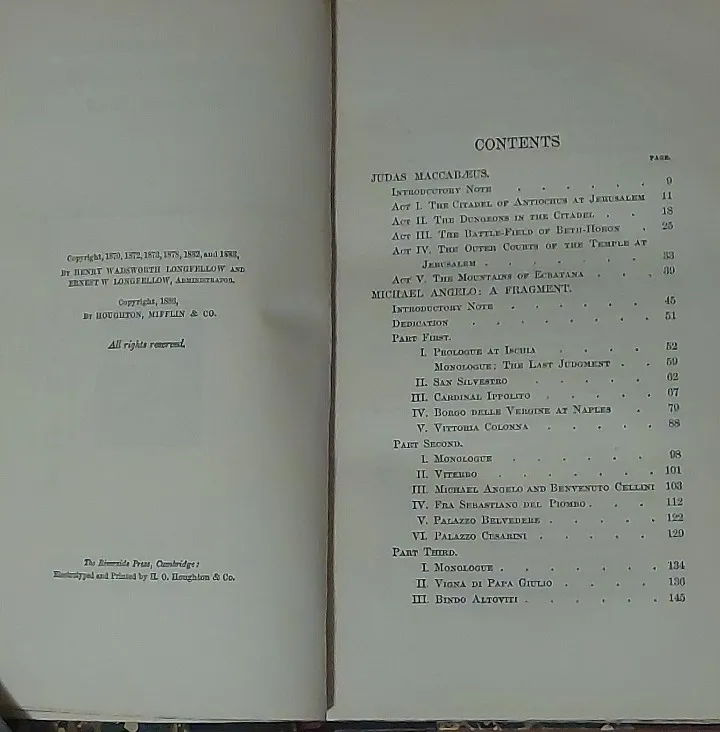 Copyright, 1870, 1872, 1873, 1878, 1882, and 1883,
BY HENRY WADSWORTH LONGFELLOW AND
ERNEST W LONGFELLOW, ADMINISTRATOR.
Copyright, 1886,
BY HOUGHTON, MIFFLIN & CO.
All rights reserved.
The Riverside Press, Cambridge:
Electrotyped and Printed by H. O. Houghton & Co.
CONTENTS
PAGE.
JUDAS MACCABÆUS.
INTRODUCTORY NOTE . . . . . . 9
ACT I. THE CITADEL OF ANTIOCHUS AT JERUSALEM 11
ACT II. THE DUNGEONS IN THE CITADEL . . . 18
ACT III. THE BATTLE-FIELD OF BETH-HORON . 25
ACT IV. THE OUTER COURTS OF THE TEMPLE AT
JERUSALEM . . . . . . . 33
ACT V. THE MOUNTAINS OF ECBATANA . . . 39
MICHAEL ANGELO: A FRAGMENT.
INTRODUCTORY NOTE . . . . . . 45
DEDICATION . . . . . . . 51
PART FIRST.
I. PROLOGUE AT ISCHIA . . . . 52
MONOLOGUE: THE LAST JUDGMENT . . 59
II. SAN SILVESTRO . . . . . 62
III. CARDINAL IPPOLITO . . . . . 67
IV. BORGO DELLE VERGINE AT NAPLES . 79
V. VITTORIA COLONNA . . . . . 88
PART SECOND.
I. MONOLOGUE . . . . . . 98
II. VITERBO . . . . . . . 101
III. MICHAEL ANGELO AND BENVENUTO CELLINI 103
IV. FRA SEBASTIANO DEL PIOMBO . . . 112
V. PALAZZO BELVEDERE . . . . . 122
VI. PALAZZO CESARINI . . . . . 129
PART THIRD.
I. MONOLOGUE . . . . . . . 134
II. VIGNA DI PAPA GIULIO . . . . 136
III. BINDO ALTOVITI . . . . . . 145